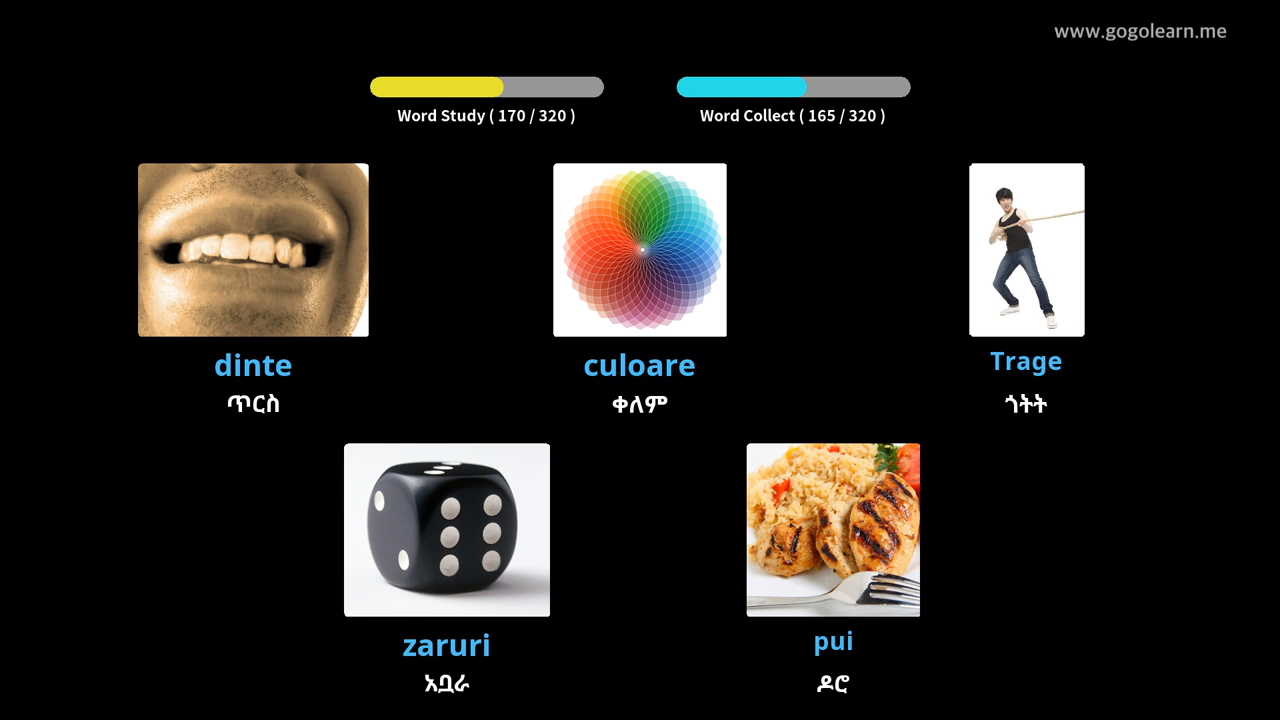 www.gogolearn.me
Word Study ( 170 / 320 )
Word Collect ( 165 / 320 )
dinte
culoare
Trage
ጥርስ
ቀለም
ጎትት
zaruri
pui
አቧራ
ዶሮ